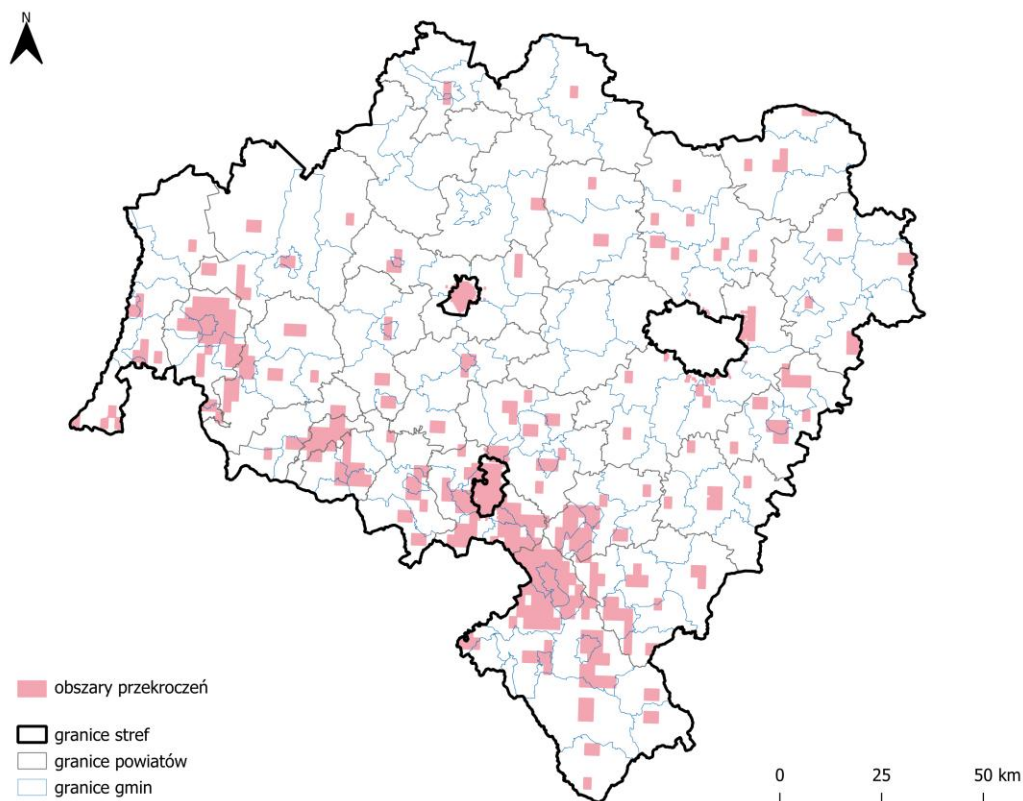 N
obszary przekroczeń
granice stref
granice powiatów
granice gmin
0 25 50 km